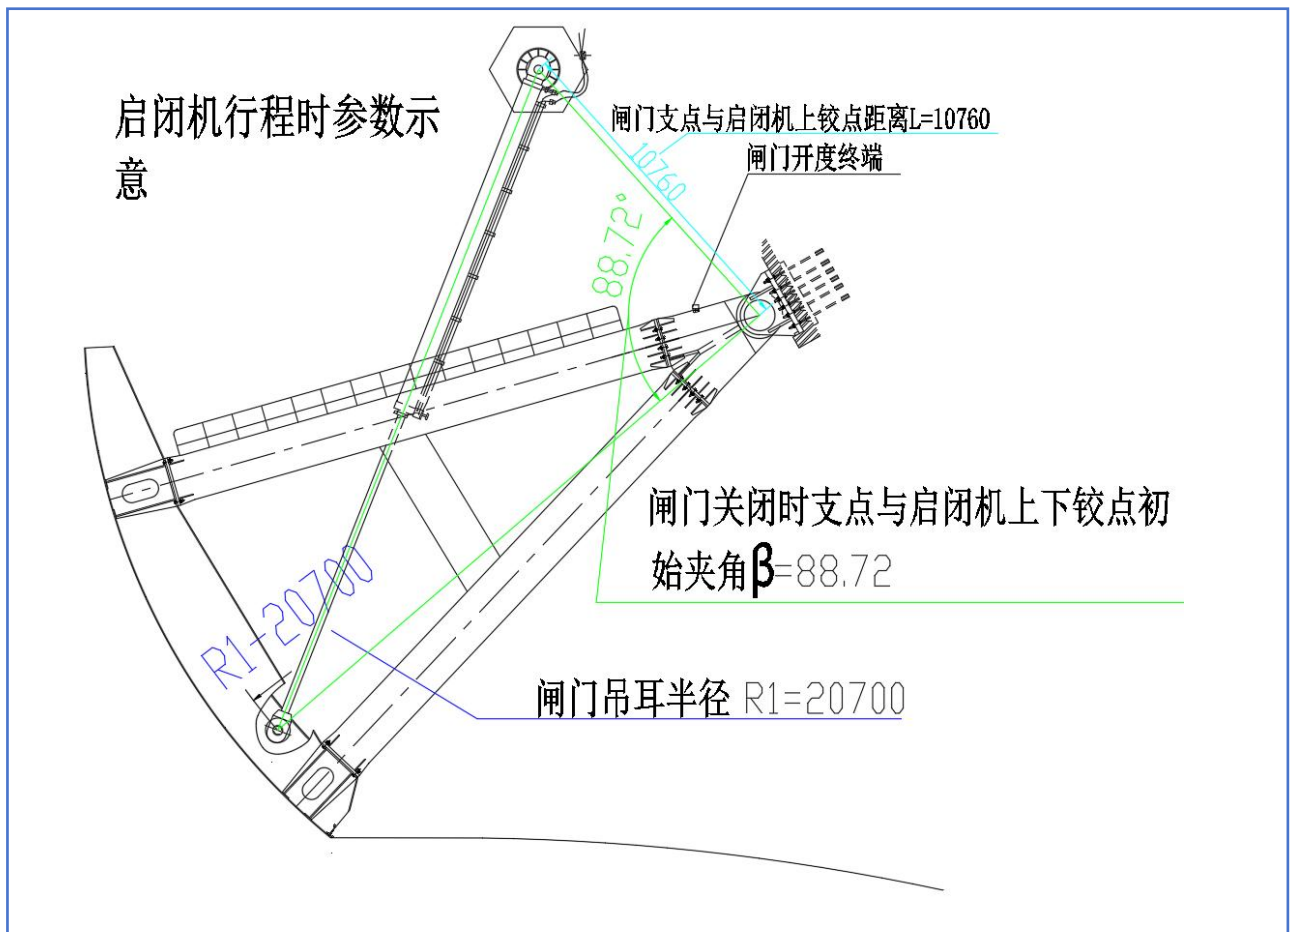 启闭机行程时参数示
意
闸门支点与启闭机上铰点距离L=10760
闸门开度终端
10760
88.72°
闸门关闭时支点与启闭机上下铰点初
始夹角β=88.72
R1-20700
闸门吊耳半径 R1=20700